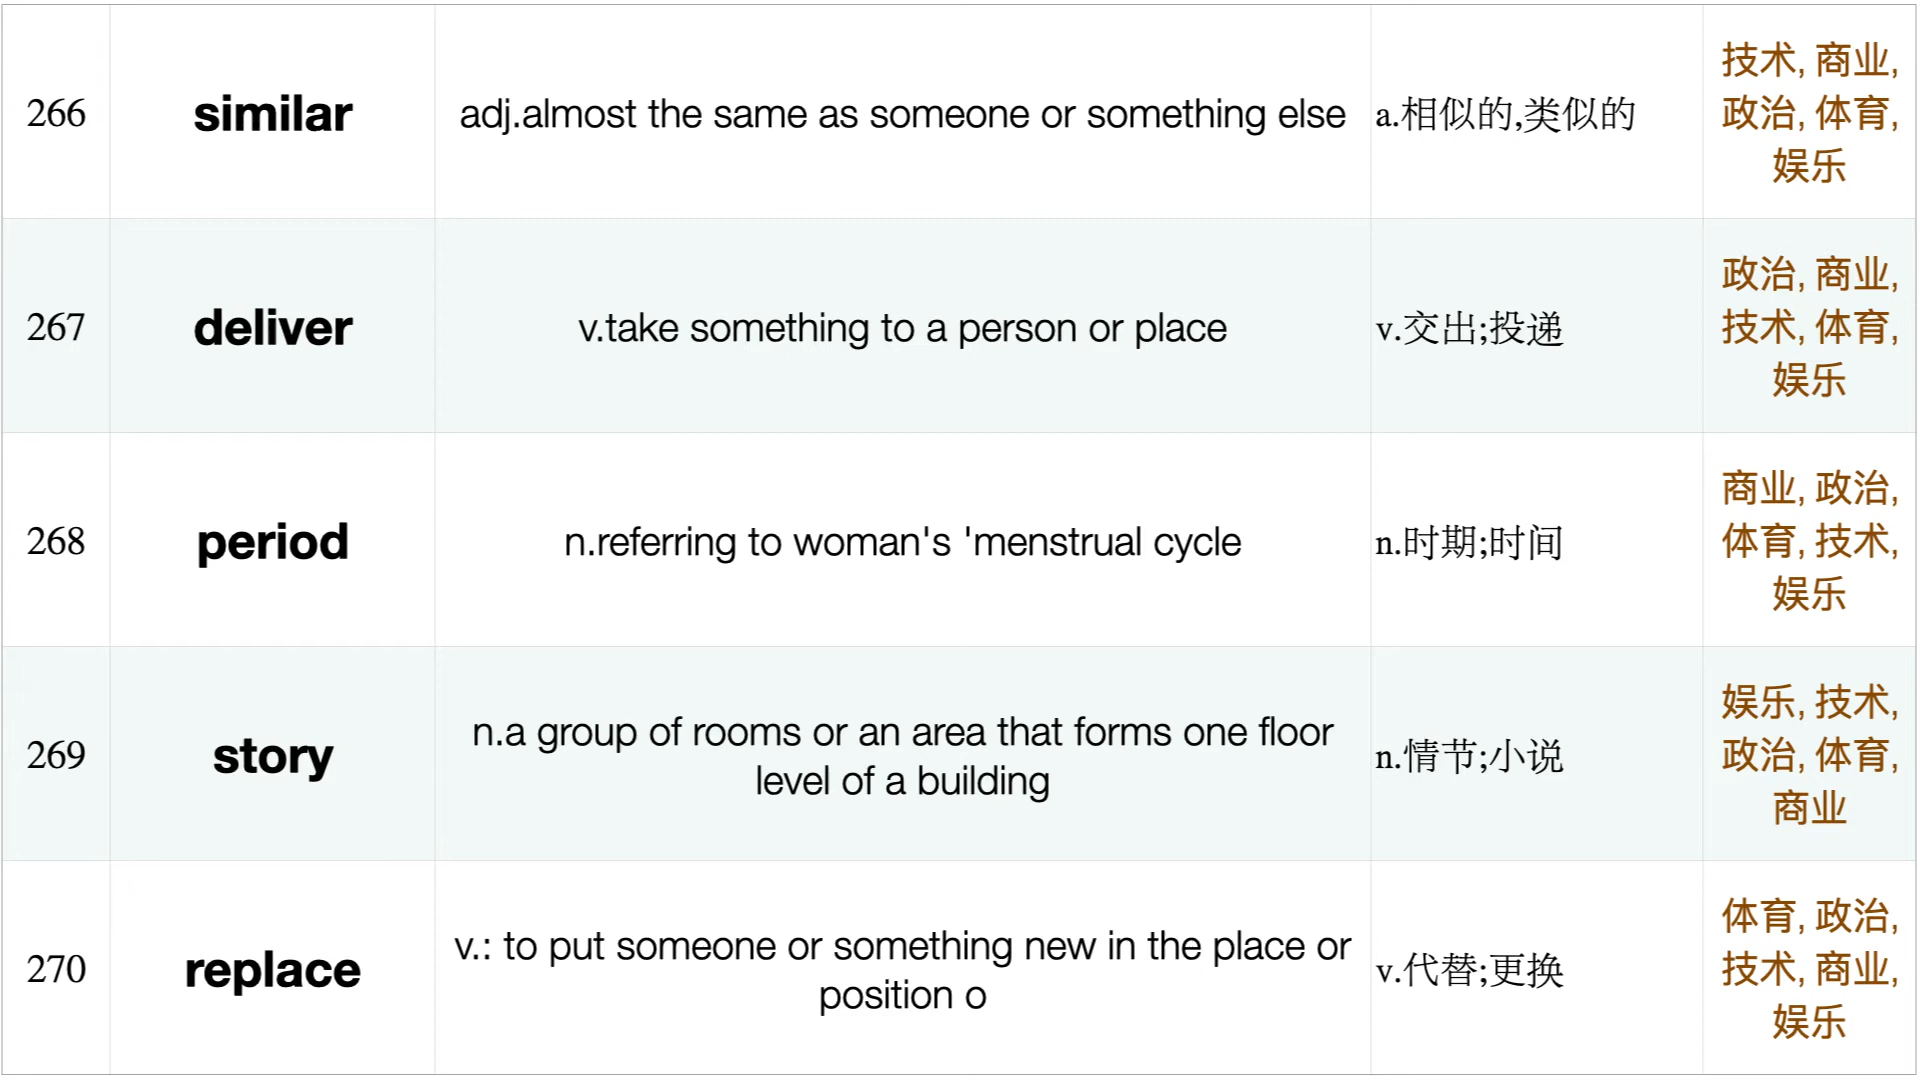 266 similar adj.almost the same as someone or something else a.相似的,类似的 技术, 商业,
政治, 体育,
娱乐
267 deliver v.take something to a person or place v.交出;投递 政治, 商业,
技术, 体育,
娱乐
268 period n.referring to woman's 'menstrual cycle n.时期;时间 商业, 政治,
体育, 技术,
娱乐
269 story n.a group of rooms or an area that forms one floor
level of a building n.情节;小说 娱乐, 技术,
政治, 体育,
商业
270 replace v.: to put someone or something new in the place or
position o v.代替;更换 体育, 政治,
技术, 商业,
娱乐